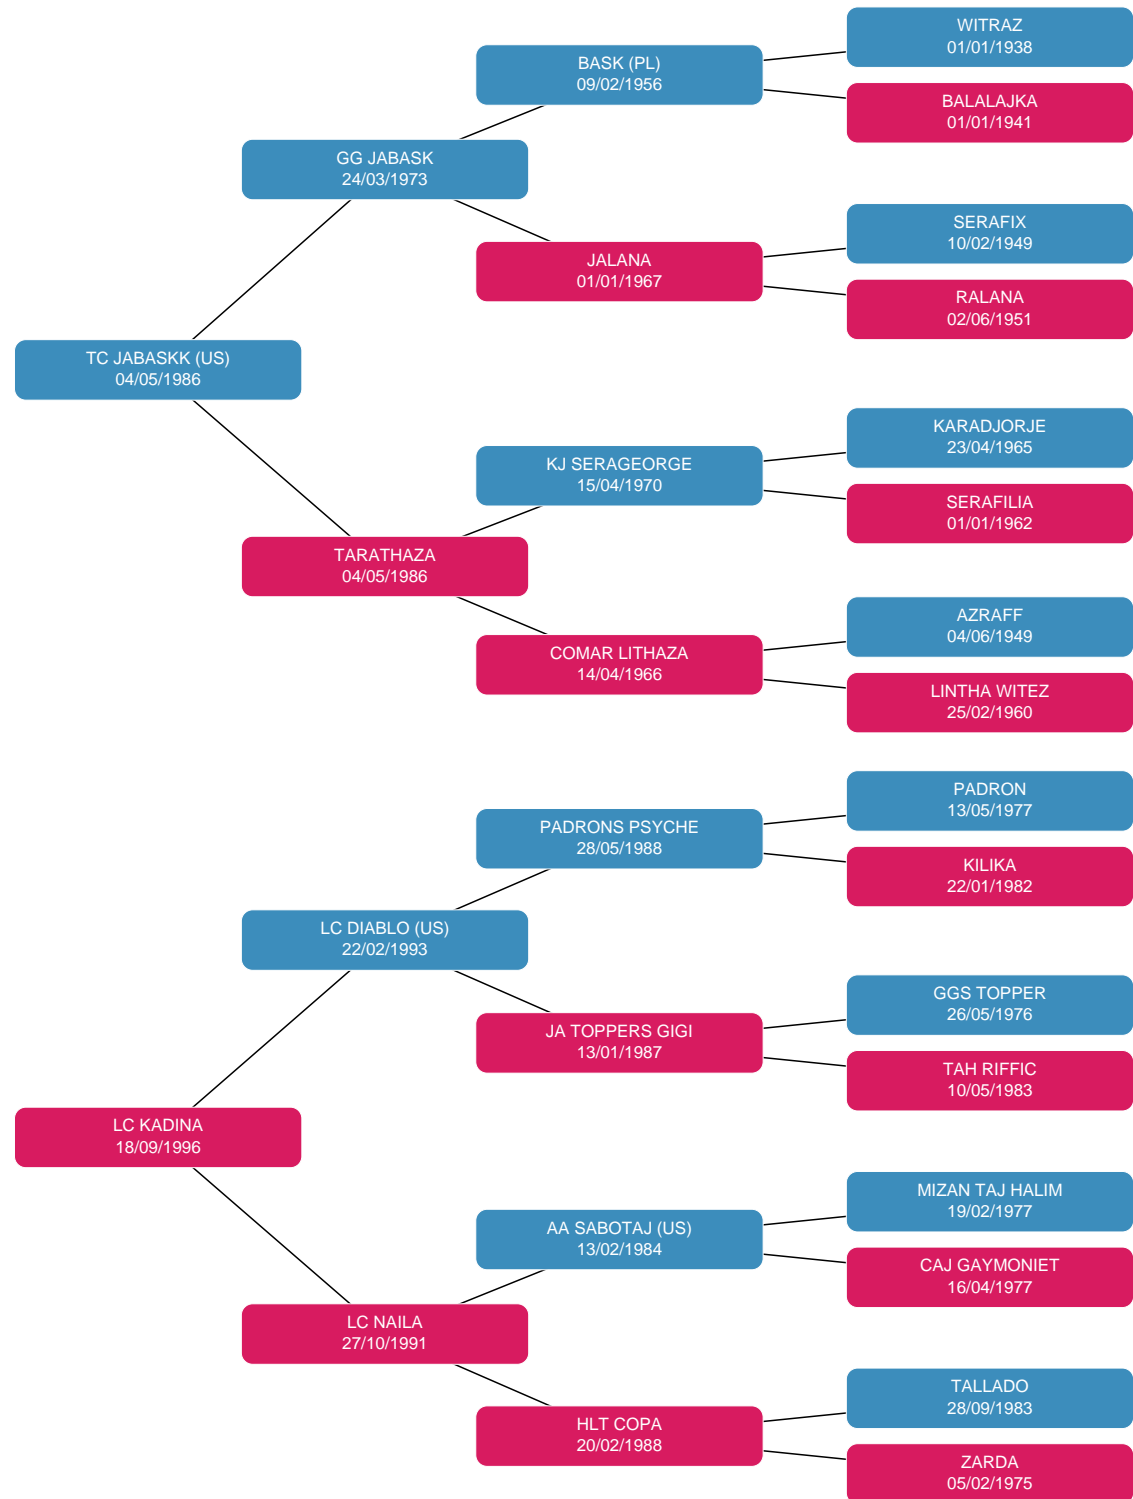 WITRAZ
01/01/1938
BASK (PL)
09/02/1956
BALALAJKA
01/01/1941
GG JABASK
24/03/1973
SERAFIX
10/02/1949
JALANA
01/01/1967
RALANA
02/06/1951
TC JABASKK (US)
04/05/1986
KARADJORJE
23/04/1965
KJ SERAGEORGE
15/04/1970
SERAFILIA
01/01/1962
TARATHAZA
04/05/1986
AZRAFF
04/06/1949
COMAR LITHAZA
14/04/1966
LINTHA WITEZ
25/02/1960
PADRON
13/05/1977
PADRONS PSYCHE
28/05/1988
KILIKA
22/01/1982
LC DIABLO (US)
22/02/1993
GGS TOPPER
26/05/1976
JA TOPPERS GIGI
13/01/1987
TAH RIFFIC
10/05/1983
LC KADINA
18/09/1996
MIZAN TAJ HALIM
19/02/1977
AA SABOTAJ (US)
13/02/1984
CAJ GAYMONIET
16/04/1977
LC NAILA
27/10/1991
TALLADO
28/09/1983
HLT COPA
20/02/1988
ZARDA
05/02/1975